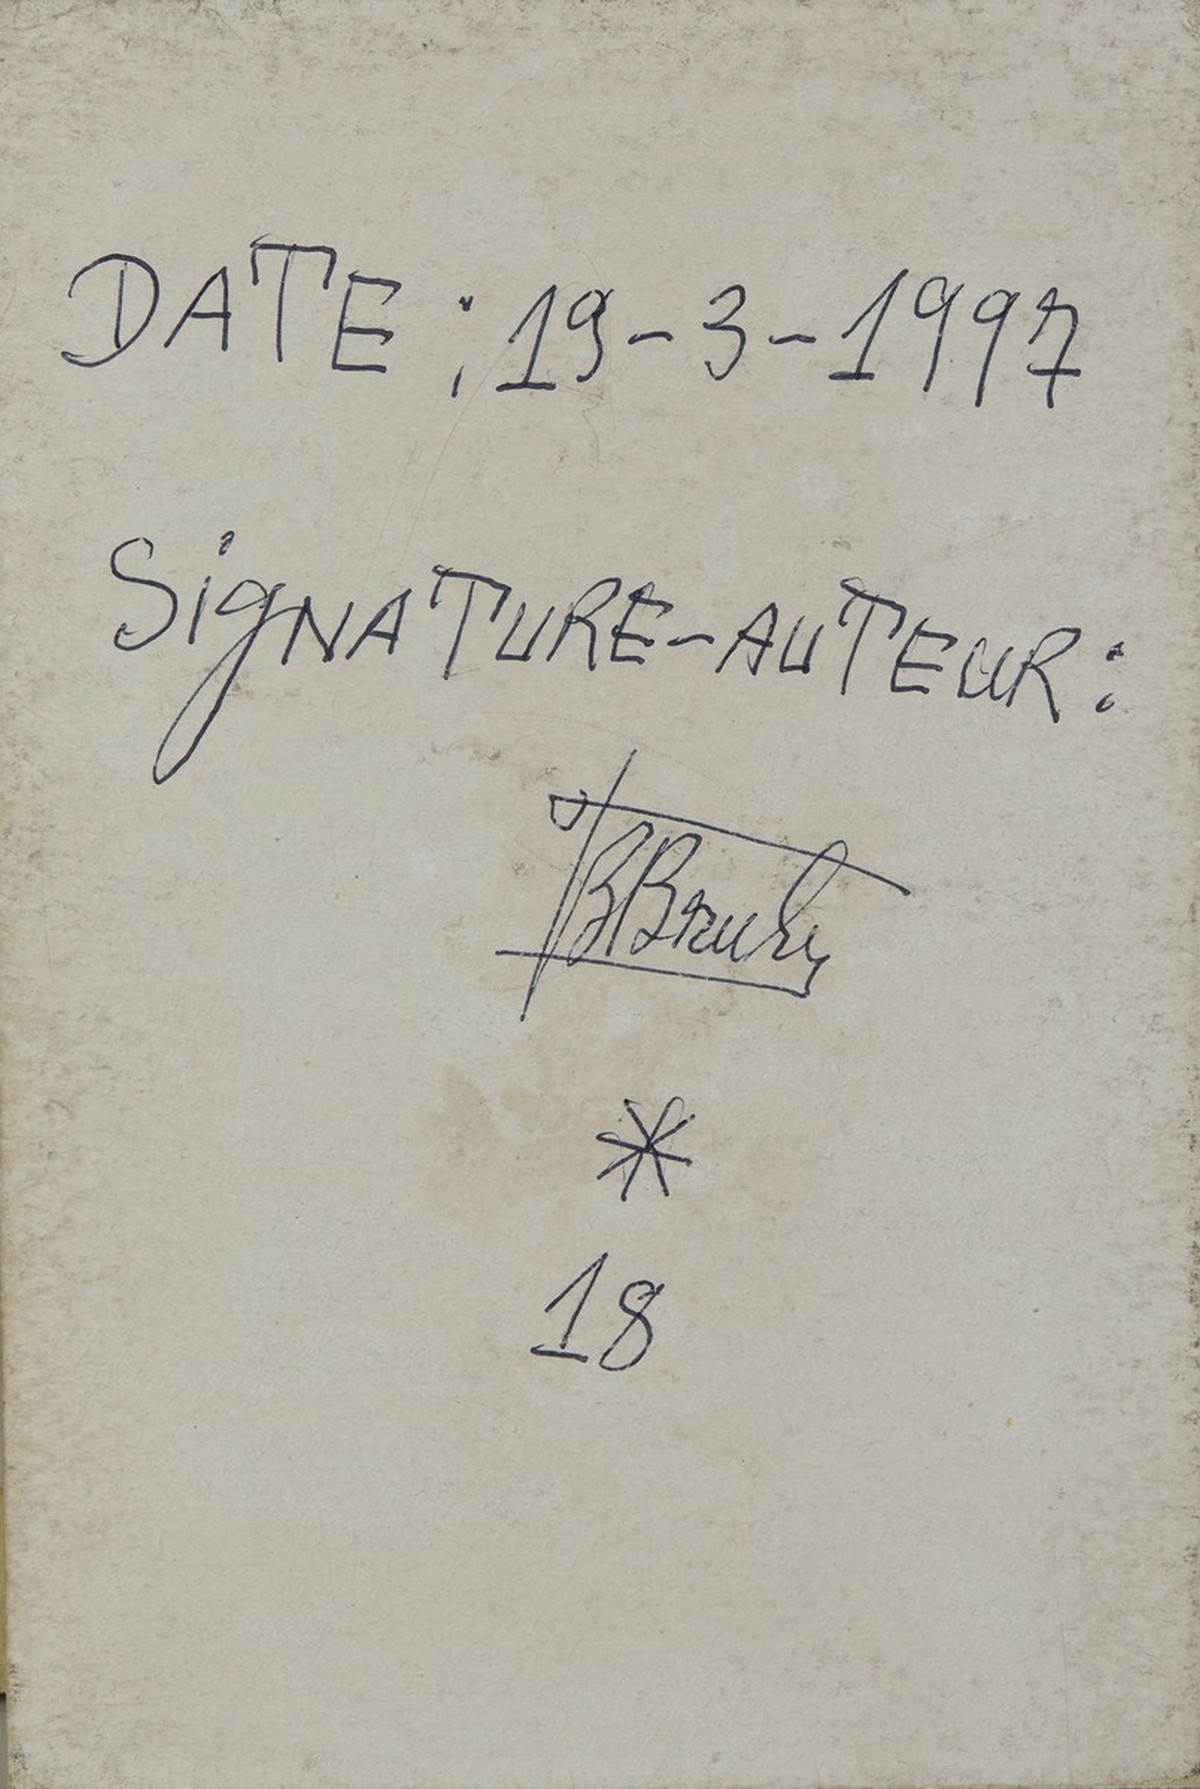 DATE : 19-3-1997
SigNATURE-AUTEUR :
*
18